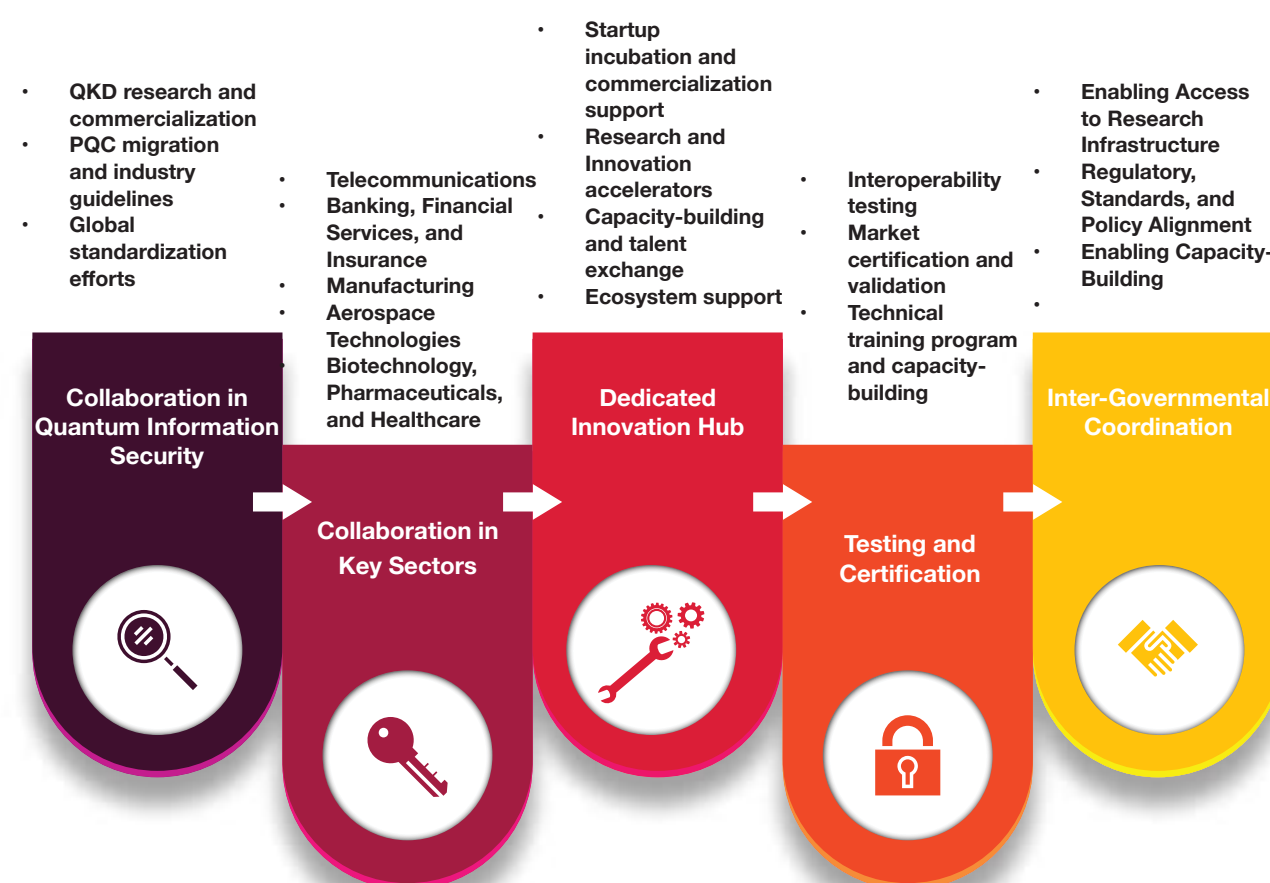 • QKD research and
commercialization
• PQC migration
and industry
guidelines
• Global
standardization
efforts
Collaboration in
Quantum Information
Security
• Telecommunications
• Banking, Financial
Services, and
Insurance
• Manufacturing
• Aerospace
Technologies
• Biotechnology,
Pharmaceuticals,
and Healthcare
Collaboration in
Key Sectors
• Startup
incubation and
commercialization
support
• Research and
Innovation
accelerators
• Capacity-building
and talent
exchange
• Ecosystem support
Dedicated
Innovation Hub
• Interoperability
testing
• Market
certification and
validation
• Technical
training program
and capacity-
building
Testing and
Certification
• Enabling Access
to Research
Infrastructure
• Regulatory,
Standards, and
Policy Alignment
• Enabling Capacity-
Building
•
Inter-Governmental
Coordination